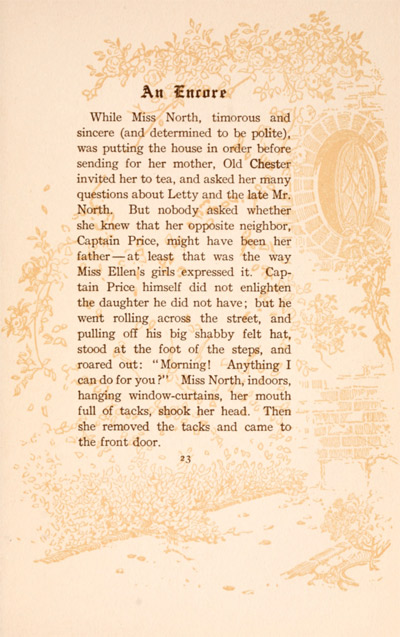 An Encore
While Miss North, timorous and
sincere (and determined to be polite),
was putting the house in order before
sending for her mother, Old Chester
invited her to tea, and asked her many
questions about Letty and the late Mr.
North. But nobody asked whether
she knew that her opposite neighbor,
Captain Price, might have been her
father—at least that was the way
Miss Ellen's girls expressed it. Cap-
tain Price himself did not enlighten
the daughter he did not have; but he
went rolling across the street, and
pulling off his big shabby felt hat,
stood at the foot of the steps, and
roared out: "Morning! Anything I
can do for you?" Miss North, indoors,
hanging window-curtains, her mouth
full of tacks, shook her head. Then
she removed the tacks and came to
the front door.
23